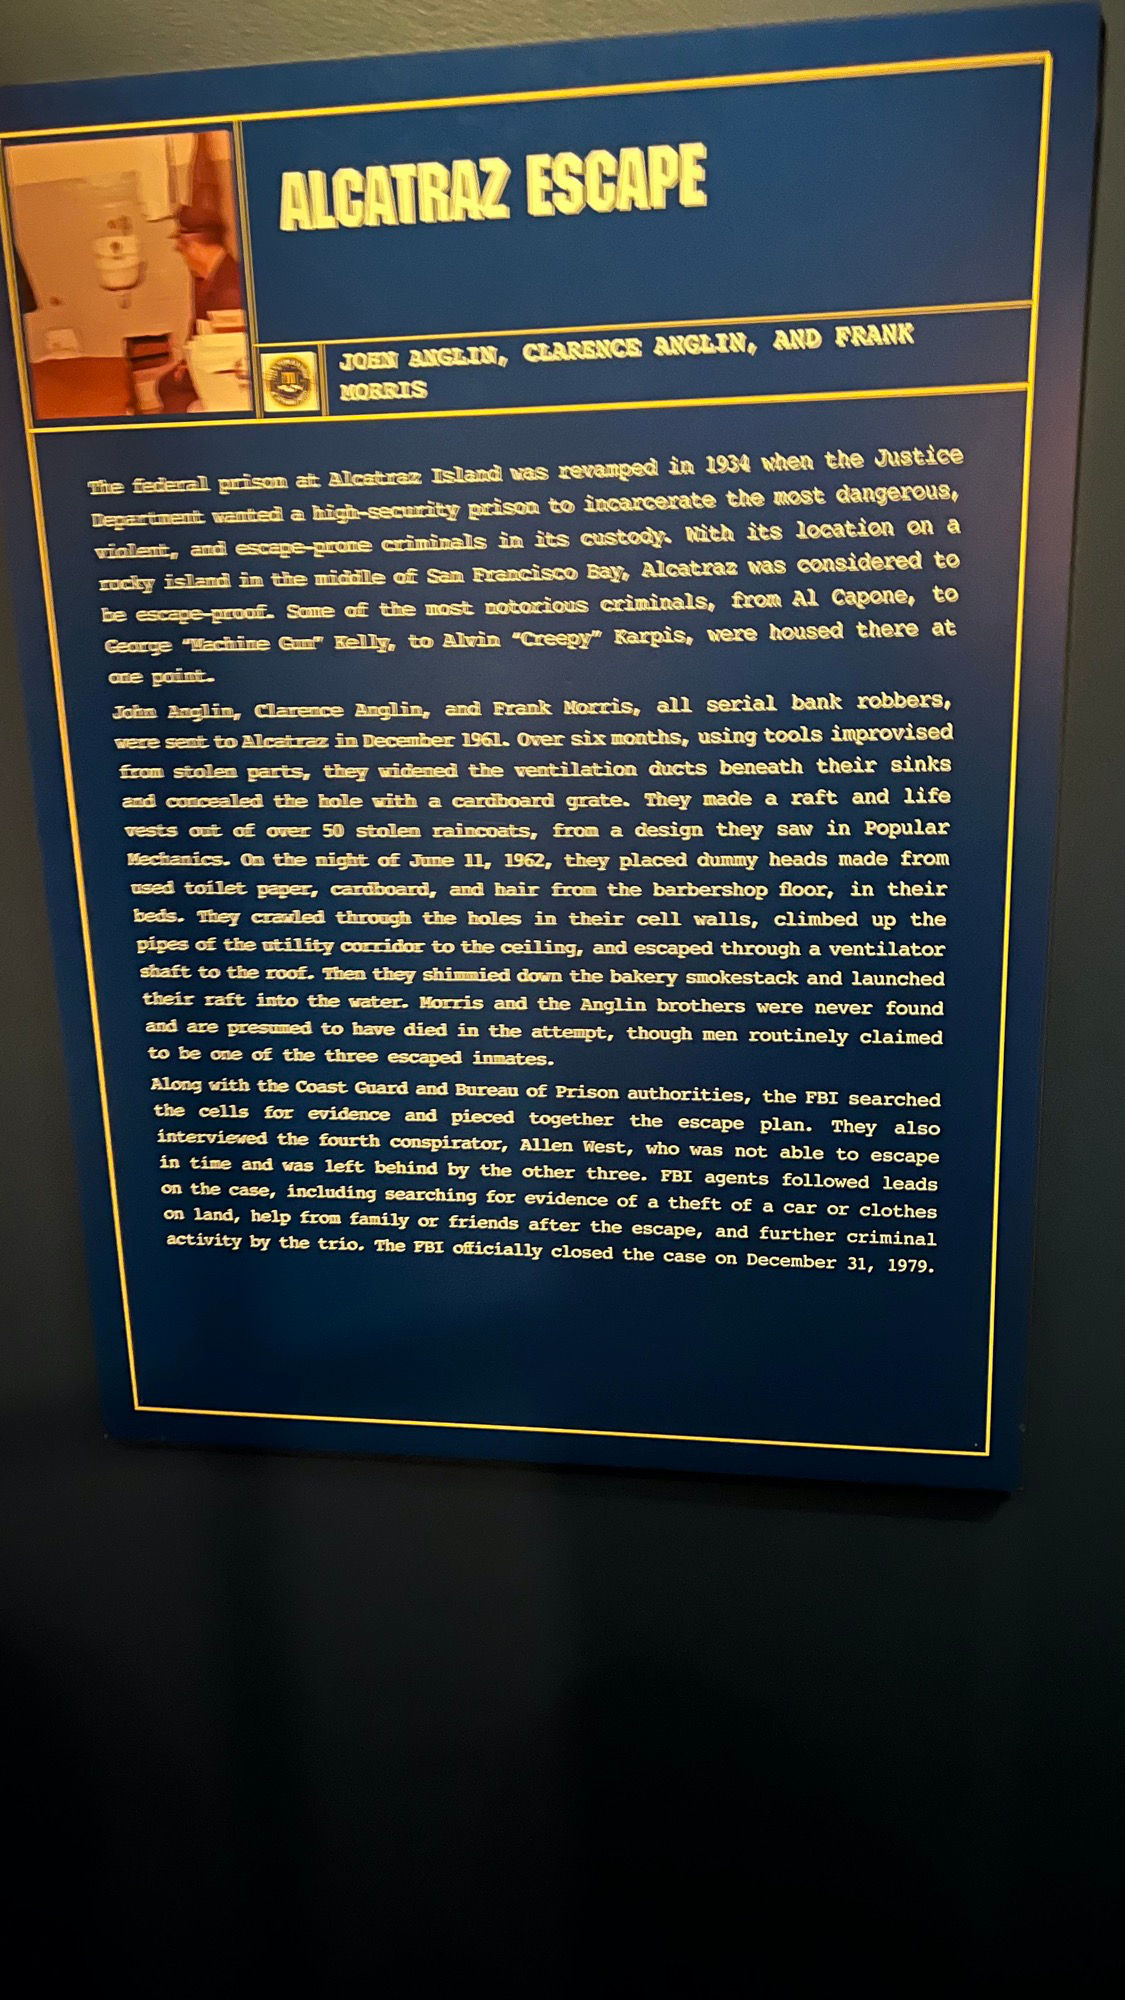 ALCATRAZ ESCAPE
JOHN ANGLIN, CLARENCE ANGLIN, AND FRANK
MORRIS
The federal prison at Alcatraz Island was revamped in 1934 when the Justice
Department wanted a high-security prison to incarcerate the most dangerous,
violent, and escape-prone criminals in its custody. With its location on a
rocky island in the middle of San Francisco Bay, Alcatraz was considered to
be escape-proof. Some of the most notorious criminals, from Al Capone, to
George “Machine Gun” Kelly, to Alvin “Creepy” Karpis, were housed there at
one point.
John Anglin, Clarence Anglin, and Frank Morris, all serial bank robbers,
were sent to Alcatraz in December 1961. Over six months, using tools improvised
from stolen parts, they widened the ventilation ducts beneath their sinks
and concealed the hole with a cardboard grate. They made a raft and life
vests out of over 50 stolen raincoats, from a design they saw in Popular
Mechanics. On the night of June 11, 1962, they placed dummy heads made from
used toilet paper, cardboard, and hair from the barbershop floor, in their
beds. They crawled through the holes in their cell walls, climbed up the
pipes of the utility corridor to the ceiling, and escaped through a ventilator
shaft to the roof. Then they shimmied down the bakery smokestack and launched
their raft into the water. Morris and the Anglin brothers were never found
and are presumed to have died in the attempt, though men routinely claimed
to be one of the three escaped inmates.
Along with the Coast Guard and Bureau of Prison authorities, the FBI searched
the cells for evidence and pieced together the escape plan. They also
interviewed the fourth conspirator, Allen West, who was not able to escape
in time and was left behind by the other three. FBI agents followed leads
on the case, including searching for evidence of a theft of a car or clothes
on land, help from family or friends after the escape, and further criminal
activity by the trio. The FBI officially closed the case on December 31, 1979.